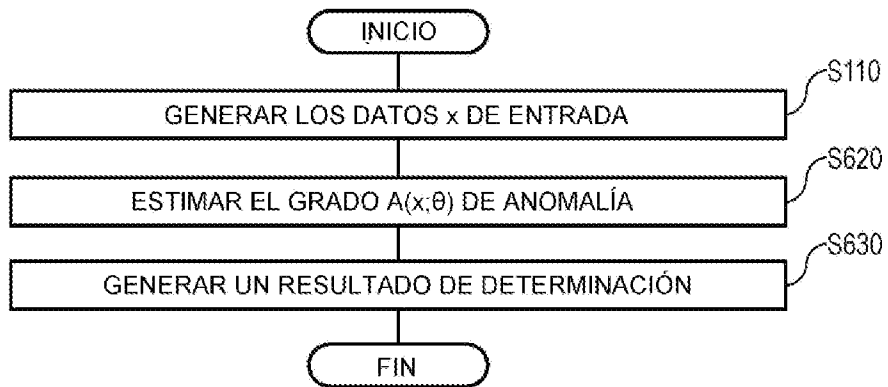 INICIO
S110
GENERAR LOS DATOS x DE ENTRADA
S620
ESTIMAR EL GRADO A(x;θ) DE ANOMALÍA
S630
GENERAR UN RESULTADO DE DETERMINACIÓN
FIN